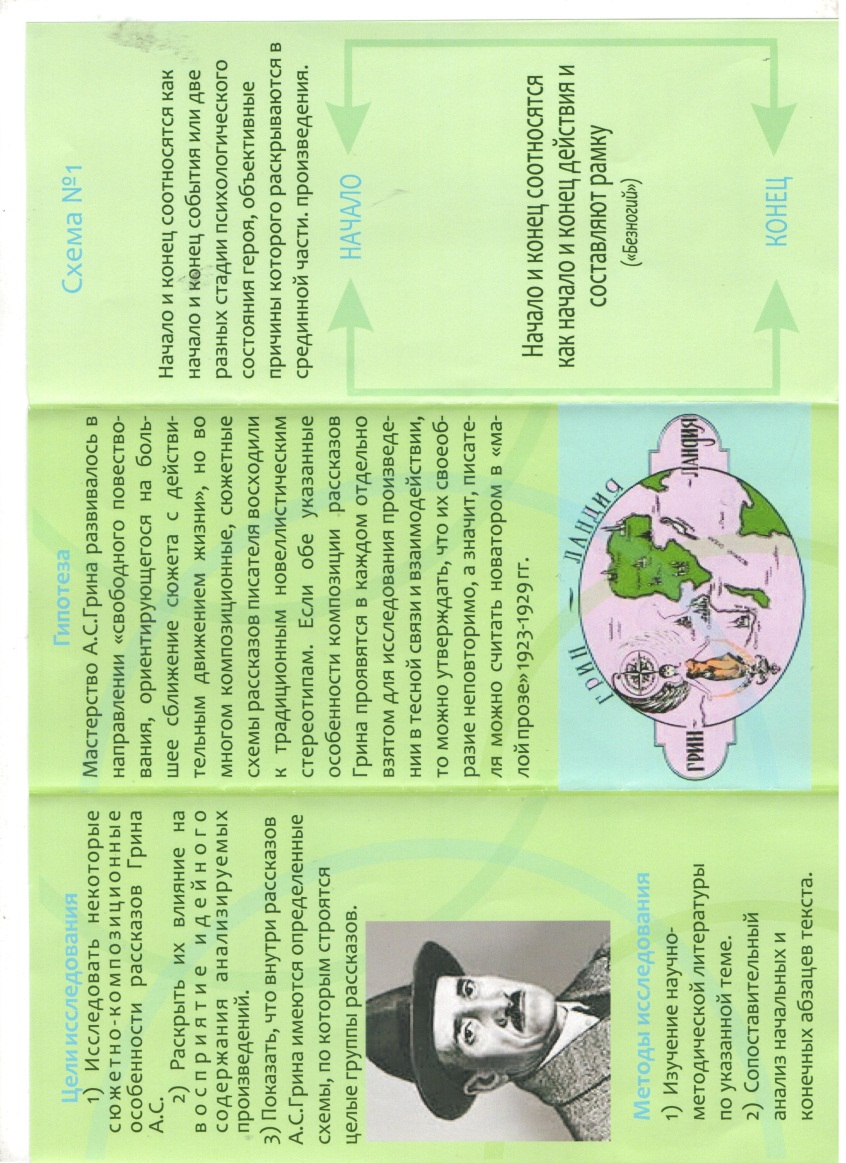 Цели исследования
1) Исследовать некоторые
сюжетно-композиционные
особенности рассказов Грина
А.С.
2) Раскрыть их влияние на
восприятие идейного
содержания анализируемых
произведений.
3) Показать, что внутри рассказов
А.С.Грина имеются определенные
схемы, по которым строятся
целые группы рассказов.
Методы исследования
1) Изучение научно-
методической литературы
по указанной теме.
2) Сопоставительный
анализ начальных и
конечных абзацев текста.
Гипотеза
Мастерство А.С.Грина развивалось в
направлении «свободного повество-
вания, ориентирующегося на боль-
шее сближение сюжета с действи-
тельным движением жизни», но во
многом композиционные, сюжетные
схемы рассказов писателя восходили
к традиционным новеллистическим
стереотипам. Если обе указанные
особенности композиции рассказов
Грина проявятся в каждом отдельно
взятом для исследования произведе-
нии в тесной связи и взаимодействии,
то можно утверждать, что их своеоб-
разие неповторимо, а значит, писате-
ля можно считать новатором в «ма-
лой прозе» 1923-1929 гг.
ГРИП – ЛАНДИЯ
ГРИН-
-ЛАНДИЯ
Схема №1
Начало и конец соотносятся как
начало и конец события или две
разных стадии психологического
состояния героя, объективные
причины которого раскрываются в
срединной части. произведения.
НАЧАЛО
Начало и конец соотносятся
как начало и конец действия и
составляют рамку
(«Безногий»)
КОНЕЦ